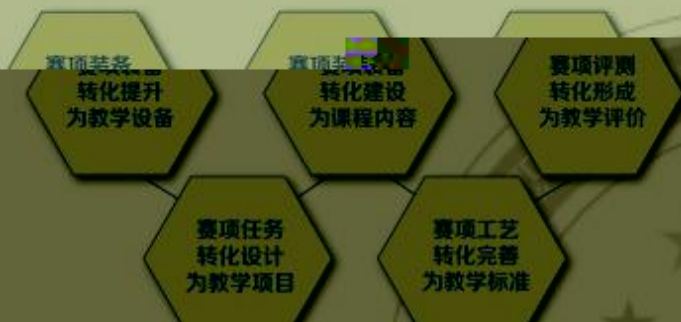 赛项装备
转化提升
为教学设备
赛项装备
转化建设
为课程内容
赛项评测
转化形成
为教学评价
赛项任务
转化设计
为教学项目
赛项工艺
转化完善
为教学标准